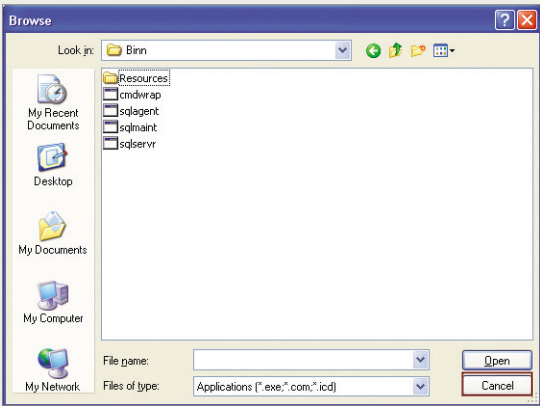 Browse
Look in: Binn
My Recent
Documents
Desktop
My Documents
My Computer
My Network
Resources
cmdwrap
sqlagent
sqlmaint
sqlservr
File name:
Open
Files of type: Applications (*.exe;*.com;*.icd)
Cancel